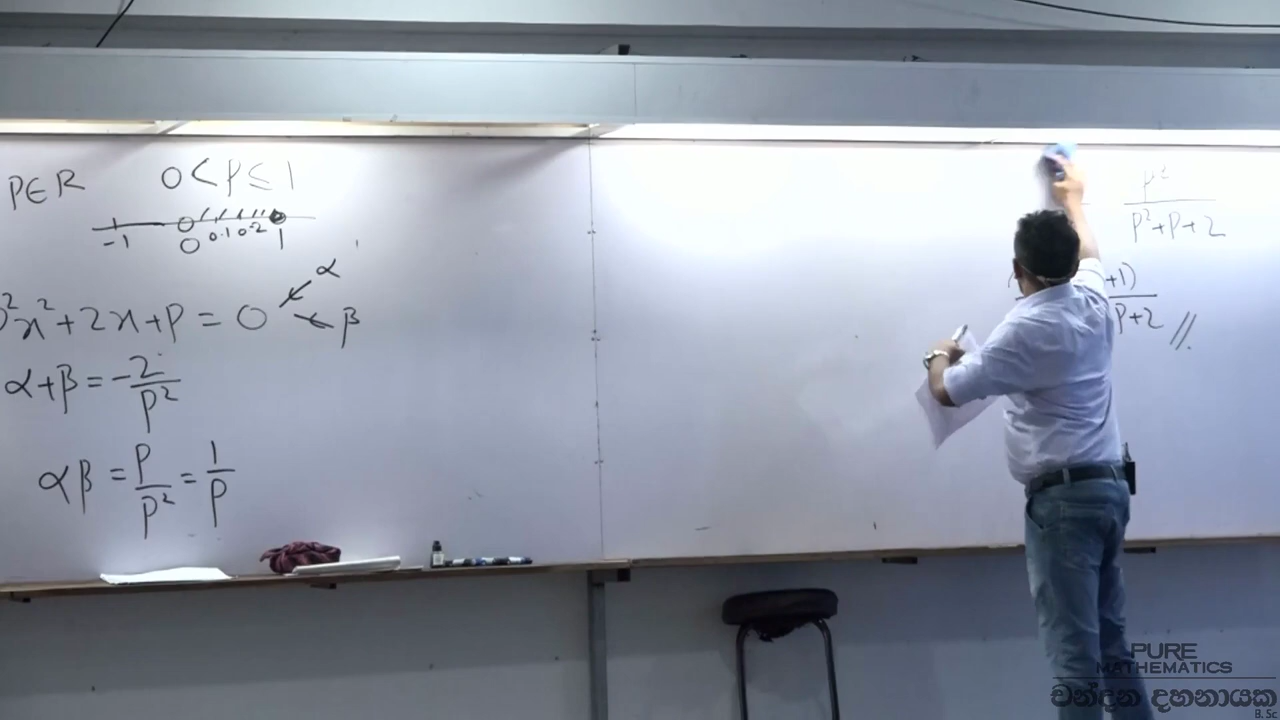 P∈R 0<P≤1
-1 0 0.1 0.2 1
P²x²+2x+P=0 α β
α+β=-2/P²
αβ=P/P²=1/P
P²/P²+P+2
+1)/P+2 //.
PURE
MATHEMATICS
චන්දන දහනායක
B.Sc